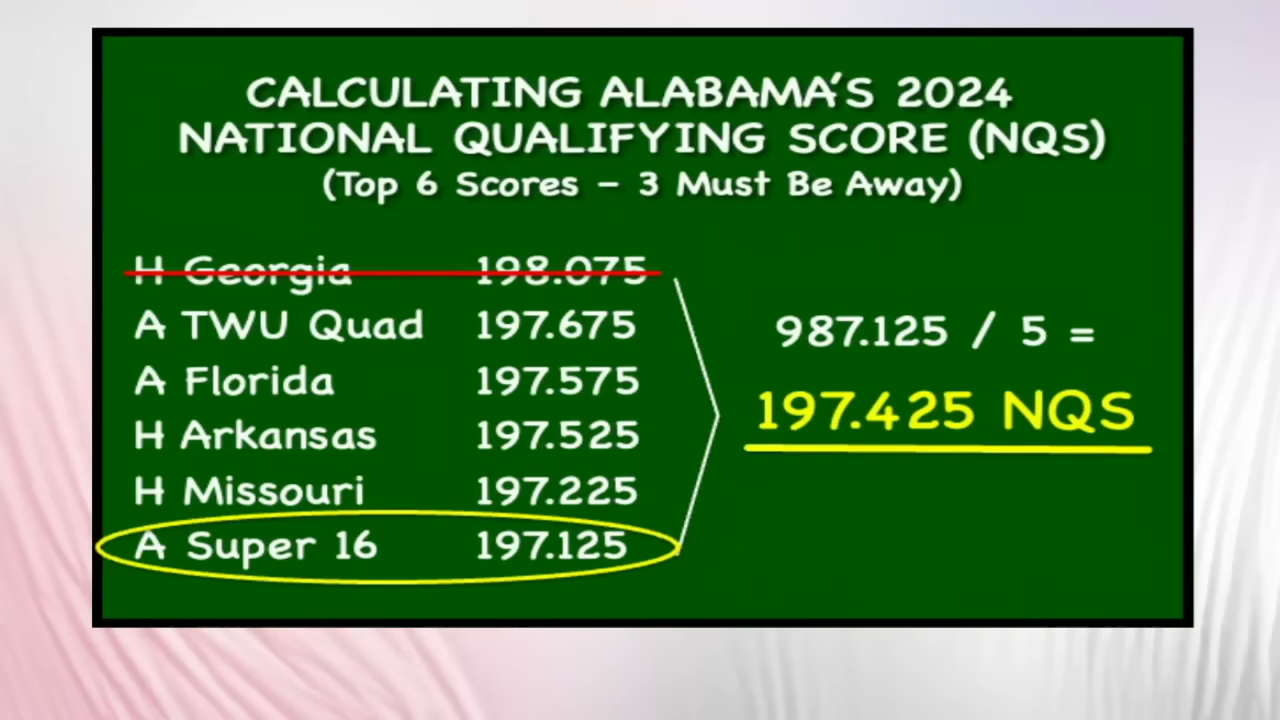 CALCULATING ALABAMA'S 2024
NATIONAL QUALIFYING SCORE (NQS)
(Top 6 Scores – 3 Must Be Away)
H Georgia 198.075
A TWU Quad 197.675
A Florida 197.575
H Arkansas 197.525
H Missouri 197.225
A Super 16 197.125
987.125 / 5 =
197.425 NQS